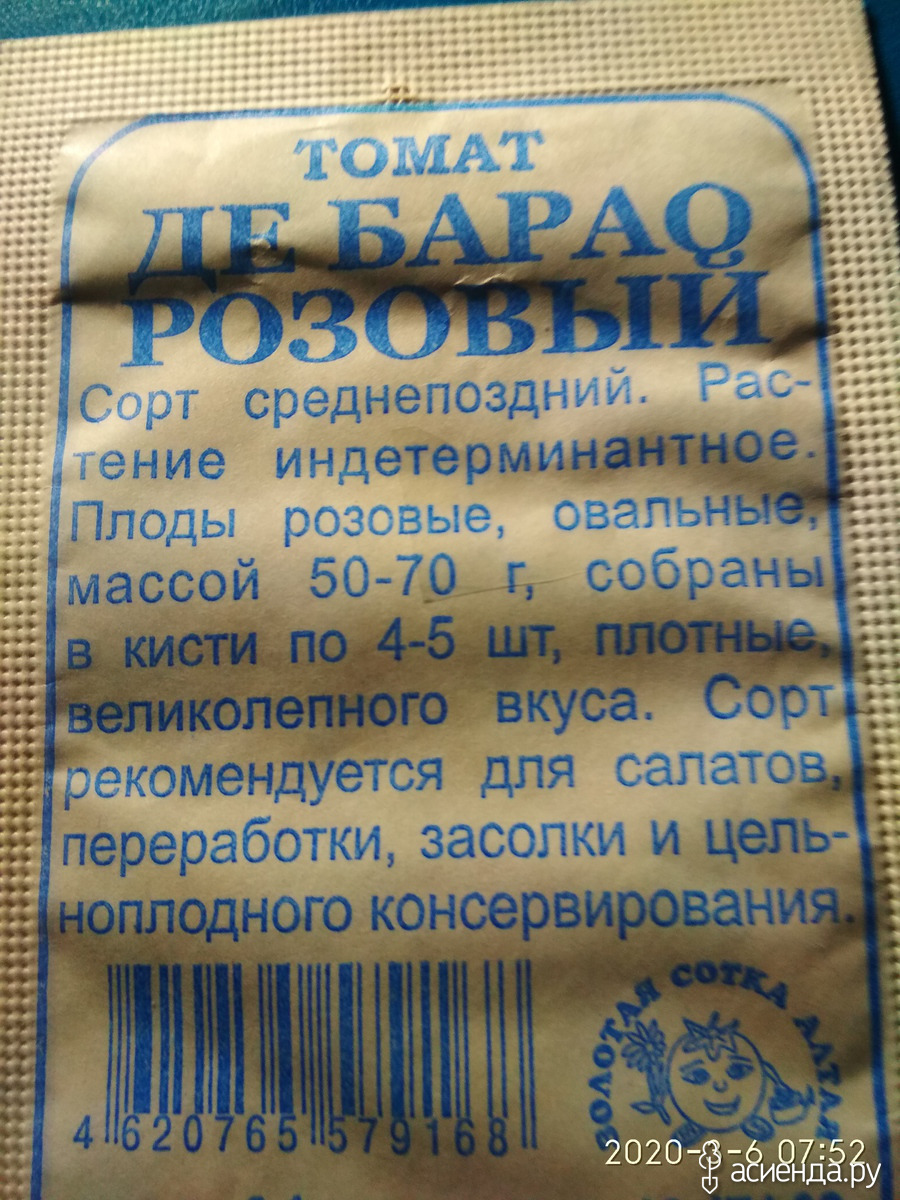 ТОМАТ
ДЕ БАРАО
РОЗОВЫЙ
Сорт среднепоздний. Рас-
тение индетерминантное.
Плоды розовые, овальные,
массой 50-70 г, собраны
в кисти по 4-5 шт, плотные,
великолепного вкуса. Сорт
рекомендуется для салатов,
переработки, засолки и цель-
ноплодного консервирования.
ЗОЛОТАЯ СОТКА АЛТАЯ
4 620765 579168
2020-3-6 07:52
асиенда.ру